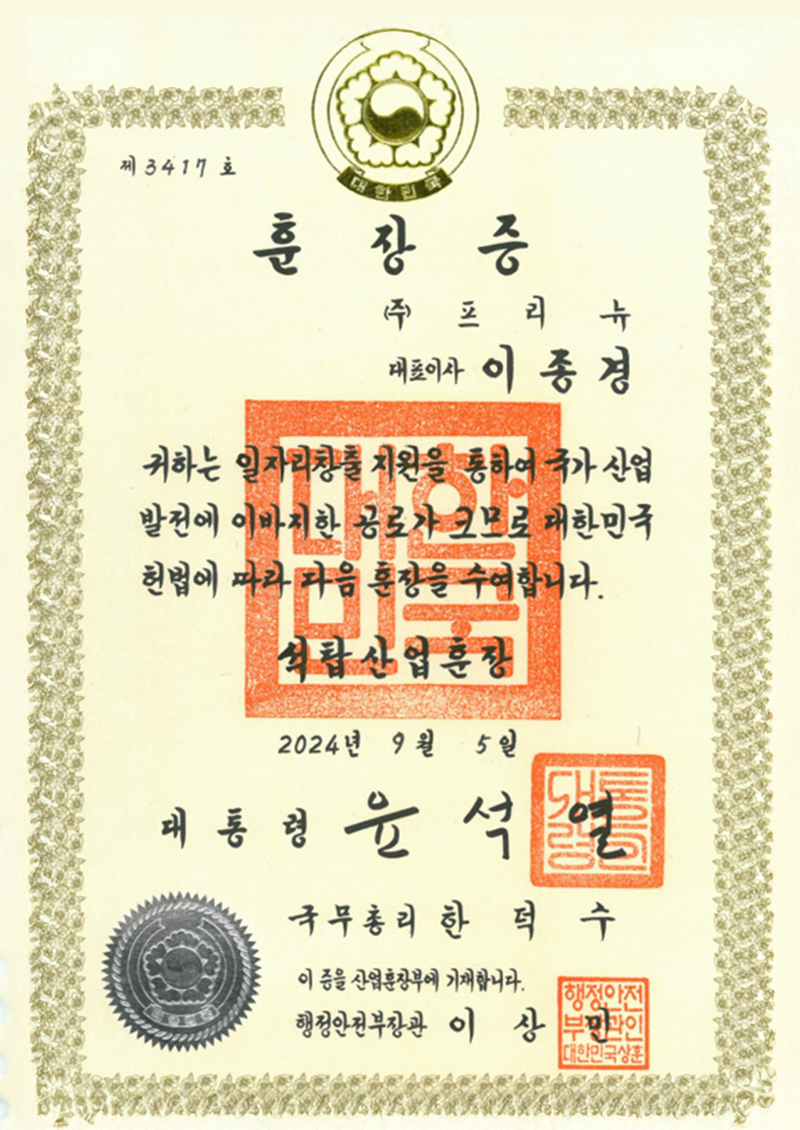 대한민국
제 3417 호
훈장증
㈜ 프리뉴
대표이사 이종경
귀하는 일자리창출 지원을 통하여 국가 산업
발전에 이바지한 공로가 크므로 대한민국
헌법에 따라 다음 훈장을 수여합니다.
석탑산업훈장
2024년 9월 5일
대통령 윤석열
국무총리 한덕수
이 증을 산업훈장부에 기재합니다.
행정안전부장관 이상민
대한민국
행정안전
부장관인
대한민국상훈